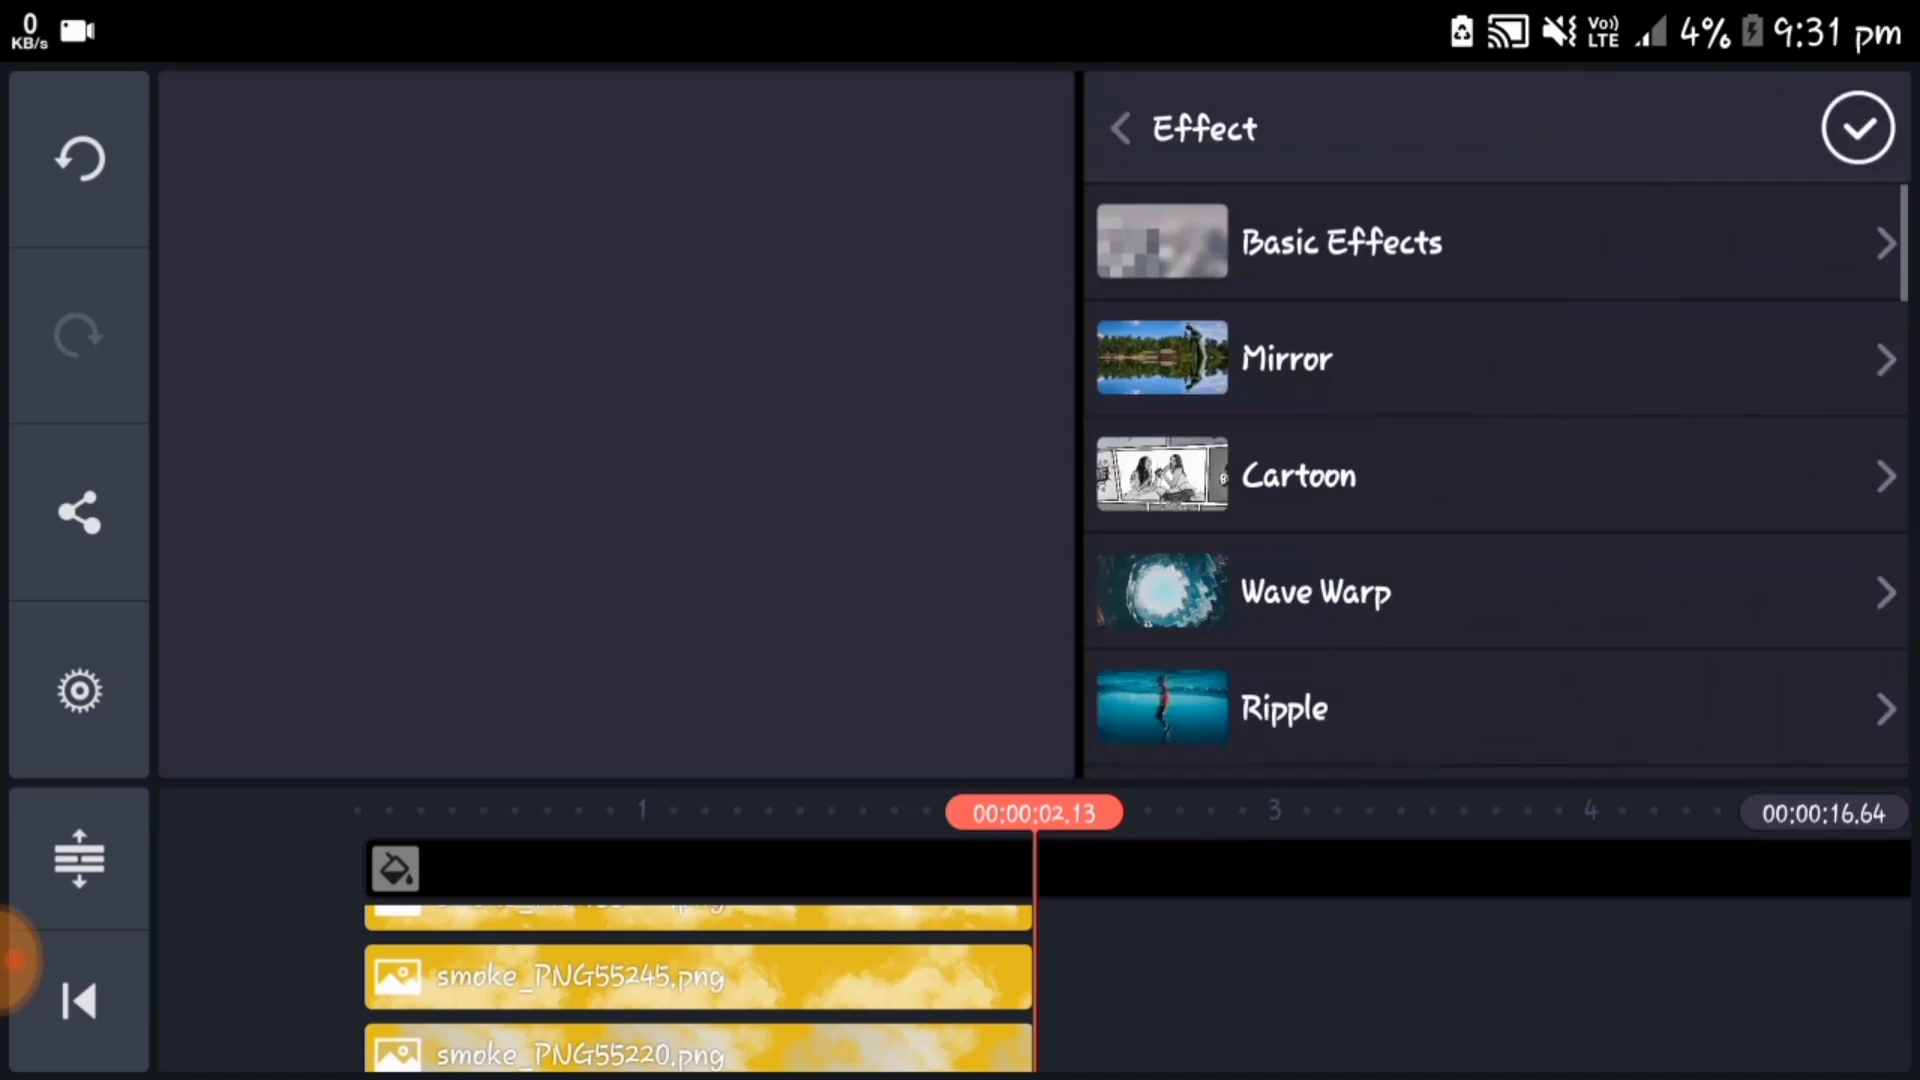 0
KB/s
Vo))
LTE
4%
9:31 pm
Effect
Basic Effects
Mirror
Cartoon
Wave Warp
Ripple
1
00:00:02.13
3
4
00:00:16.64
smoke_PNG55245.png
smoke_PNG55220.png